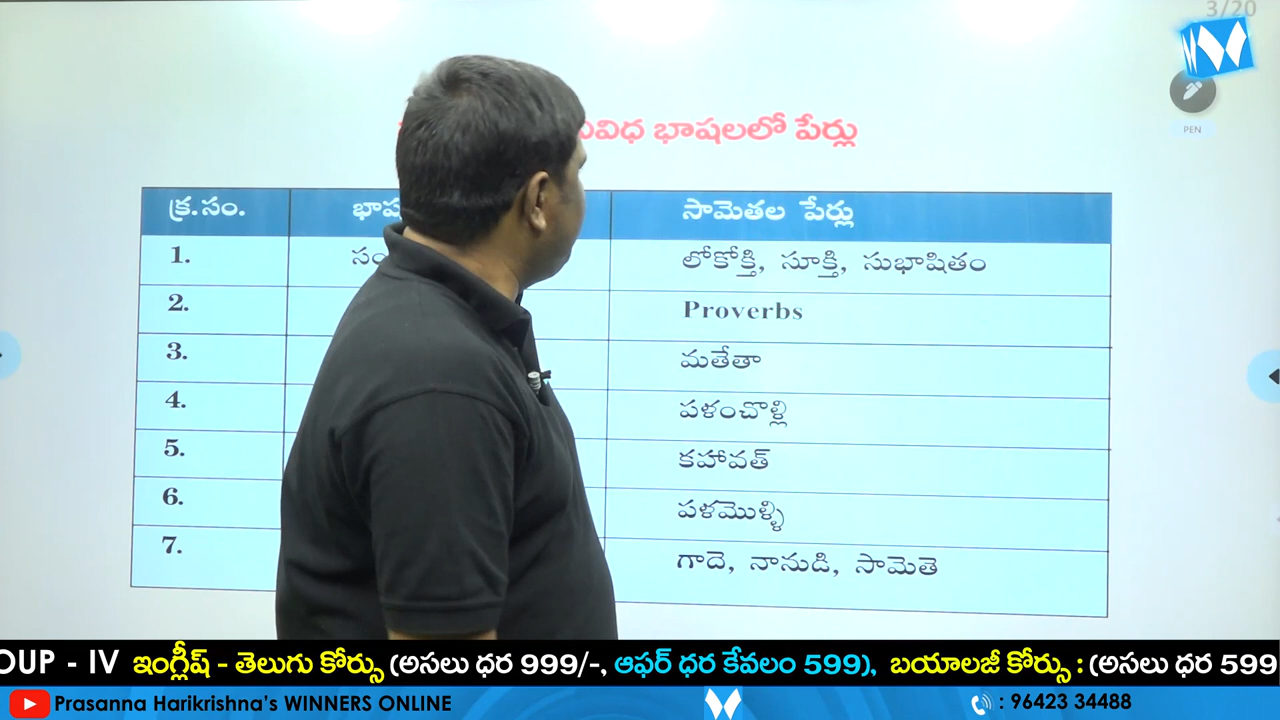 3/20
PEN
వివిధ భాషలలో పేర్లు
క్ర.సం. భాష సామెతల పేర్లు
1. సం లోకోక్తి, సూక్తి, సుభాషితం
2. Proverbs
3. మతేతా
4. పళంచొల్లి
5. కహావత్
6. పళమొళ్ళి
7. గాదె, నానుడి, సామెతె
OUP - IV ఇంగ్లీష్ - తెలుగు కోర్సు (అసలు ధర 999/-, ఆఫర్ ధర కేవలం 599), బయాలజీ కోర్సు : (అసలు ధర 599
Prasanna Harikrishna's WINNERS ONLINE : 96423 34488